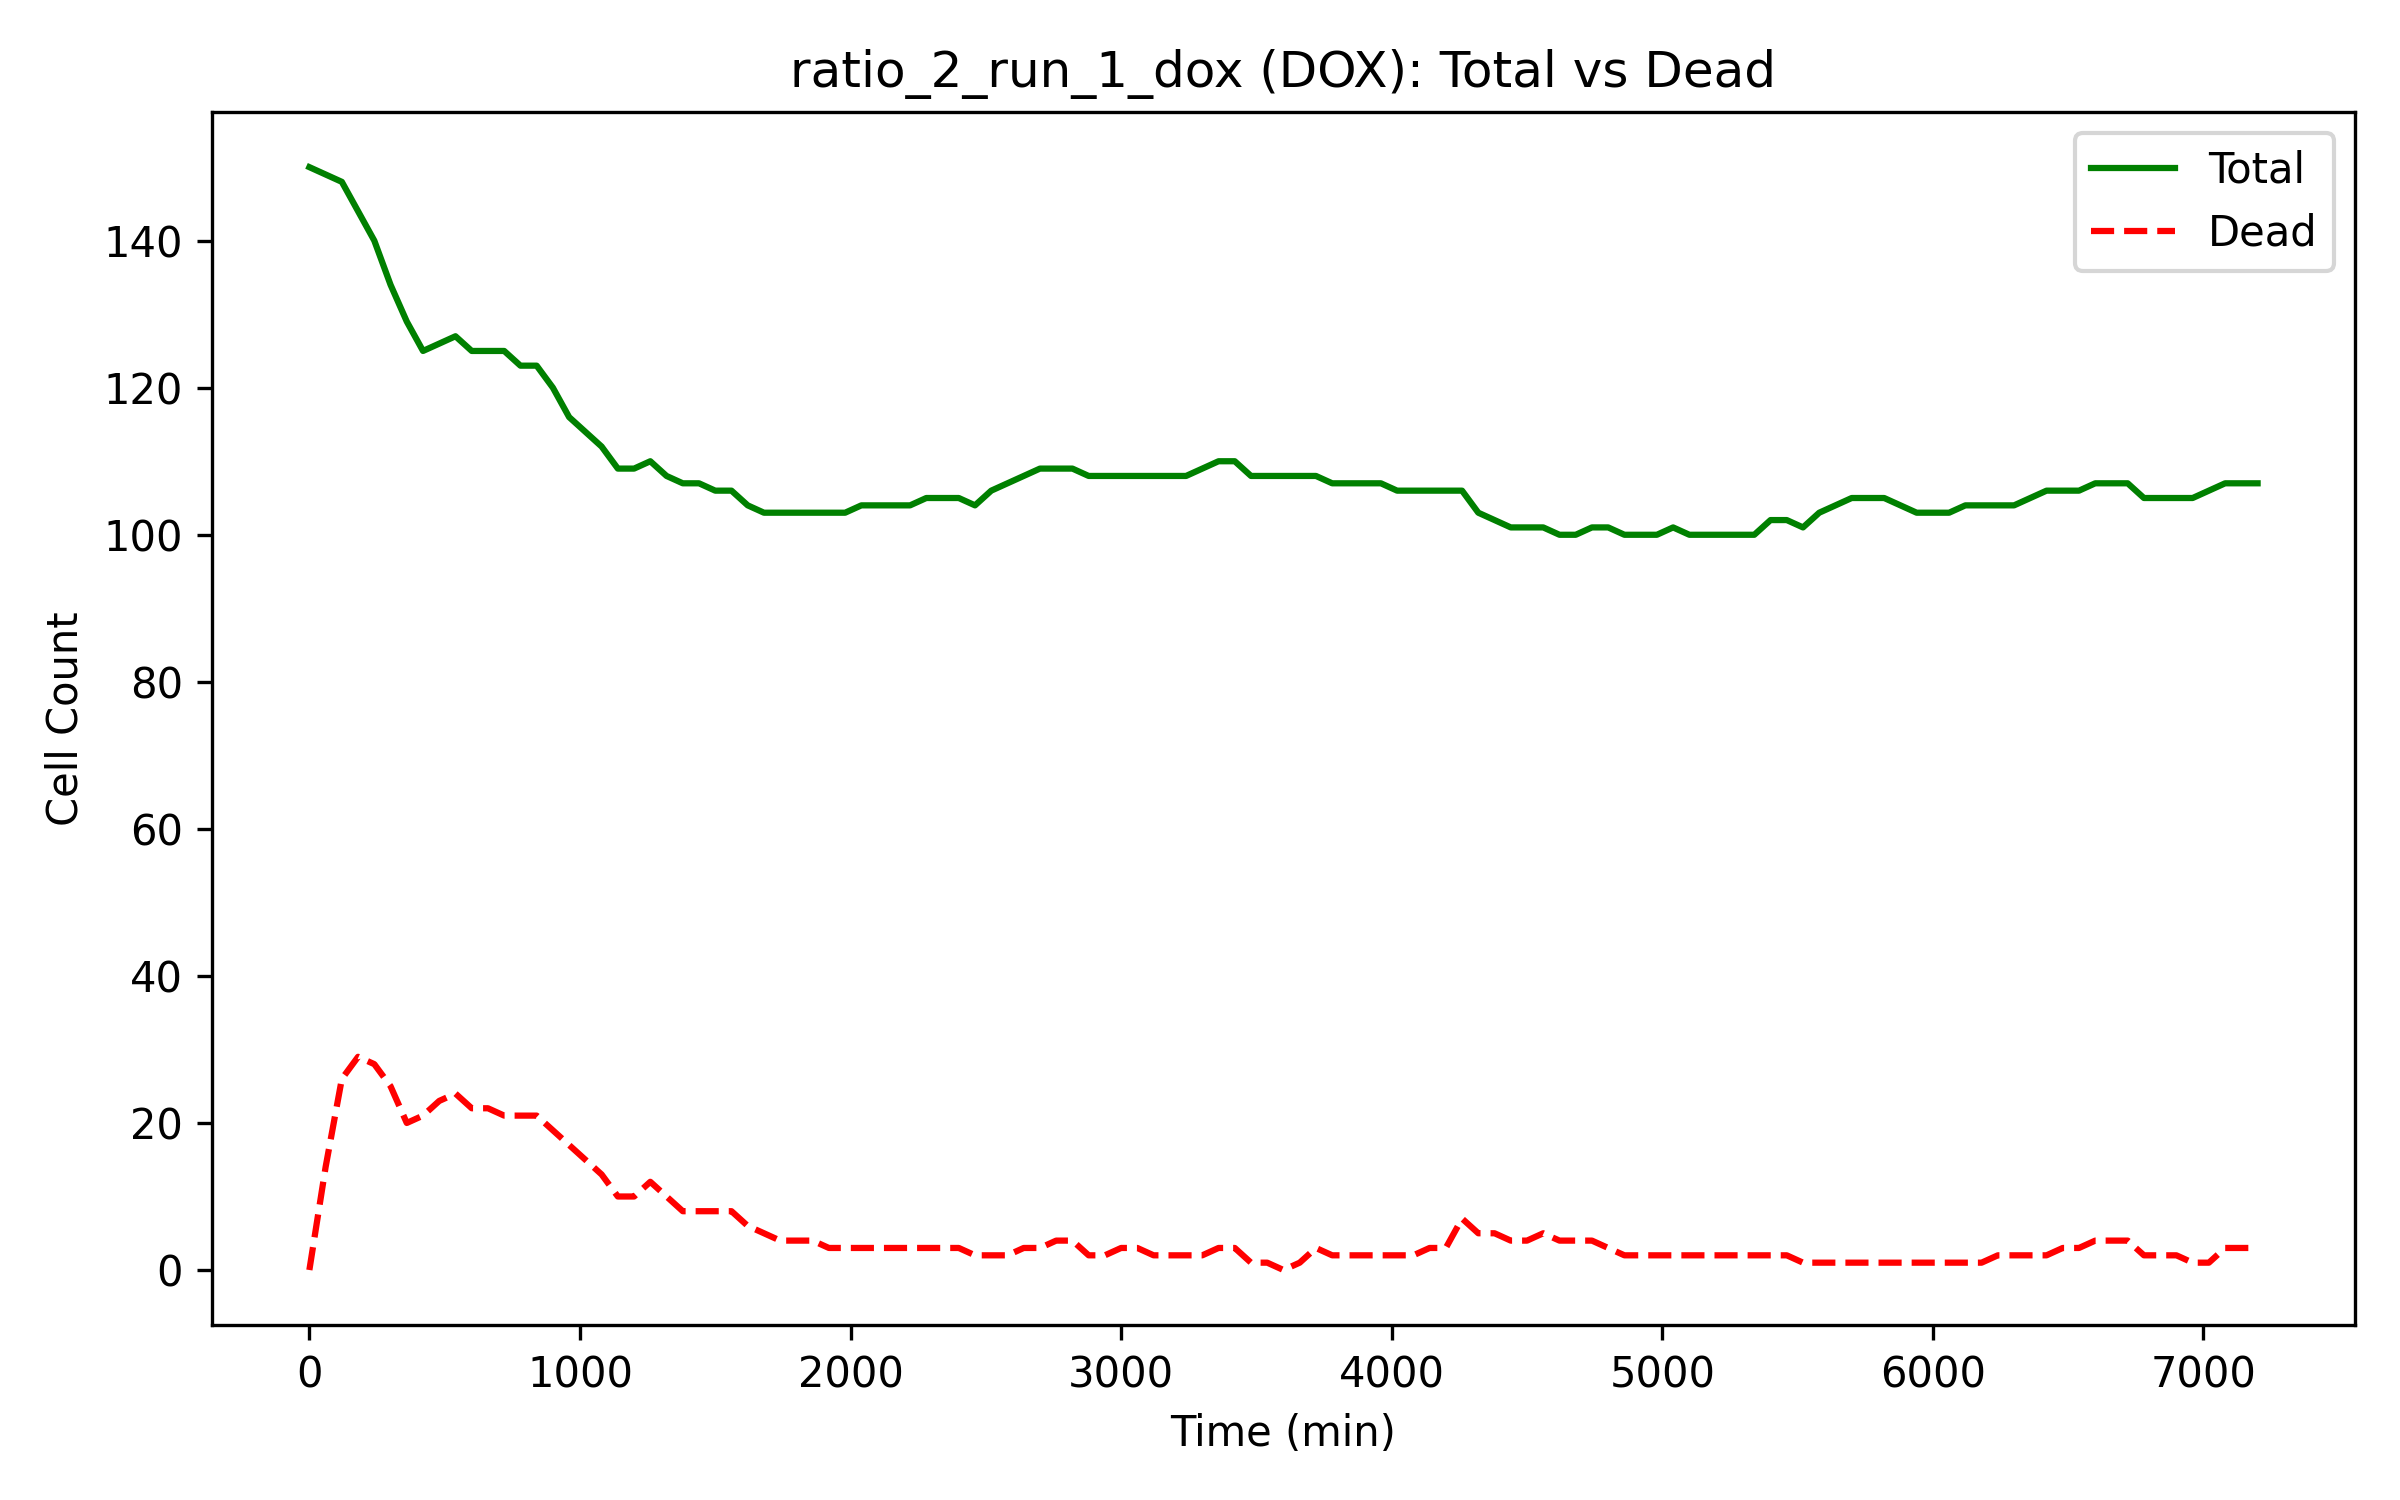 ratio_2_run_1_dox (DOX): Total vs Dead
Total
Dead
Cell Count
140
120
100
80
60
40
20
0
0 1000 2000 3000 4000 5000 6000 7000
Time (min)